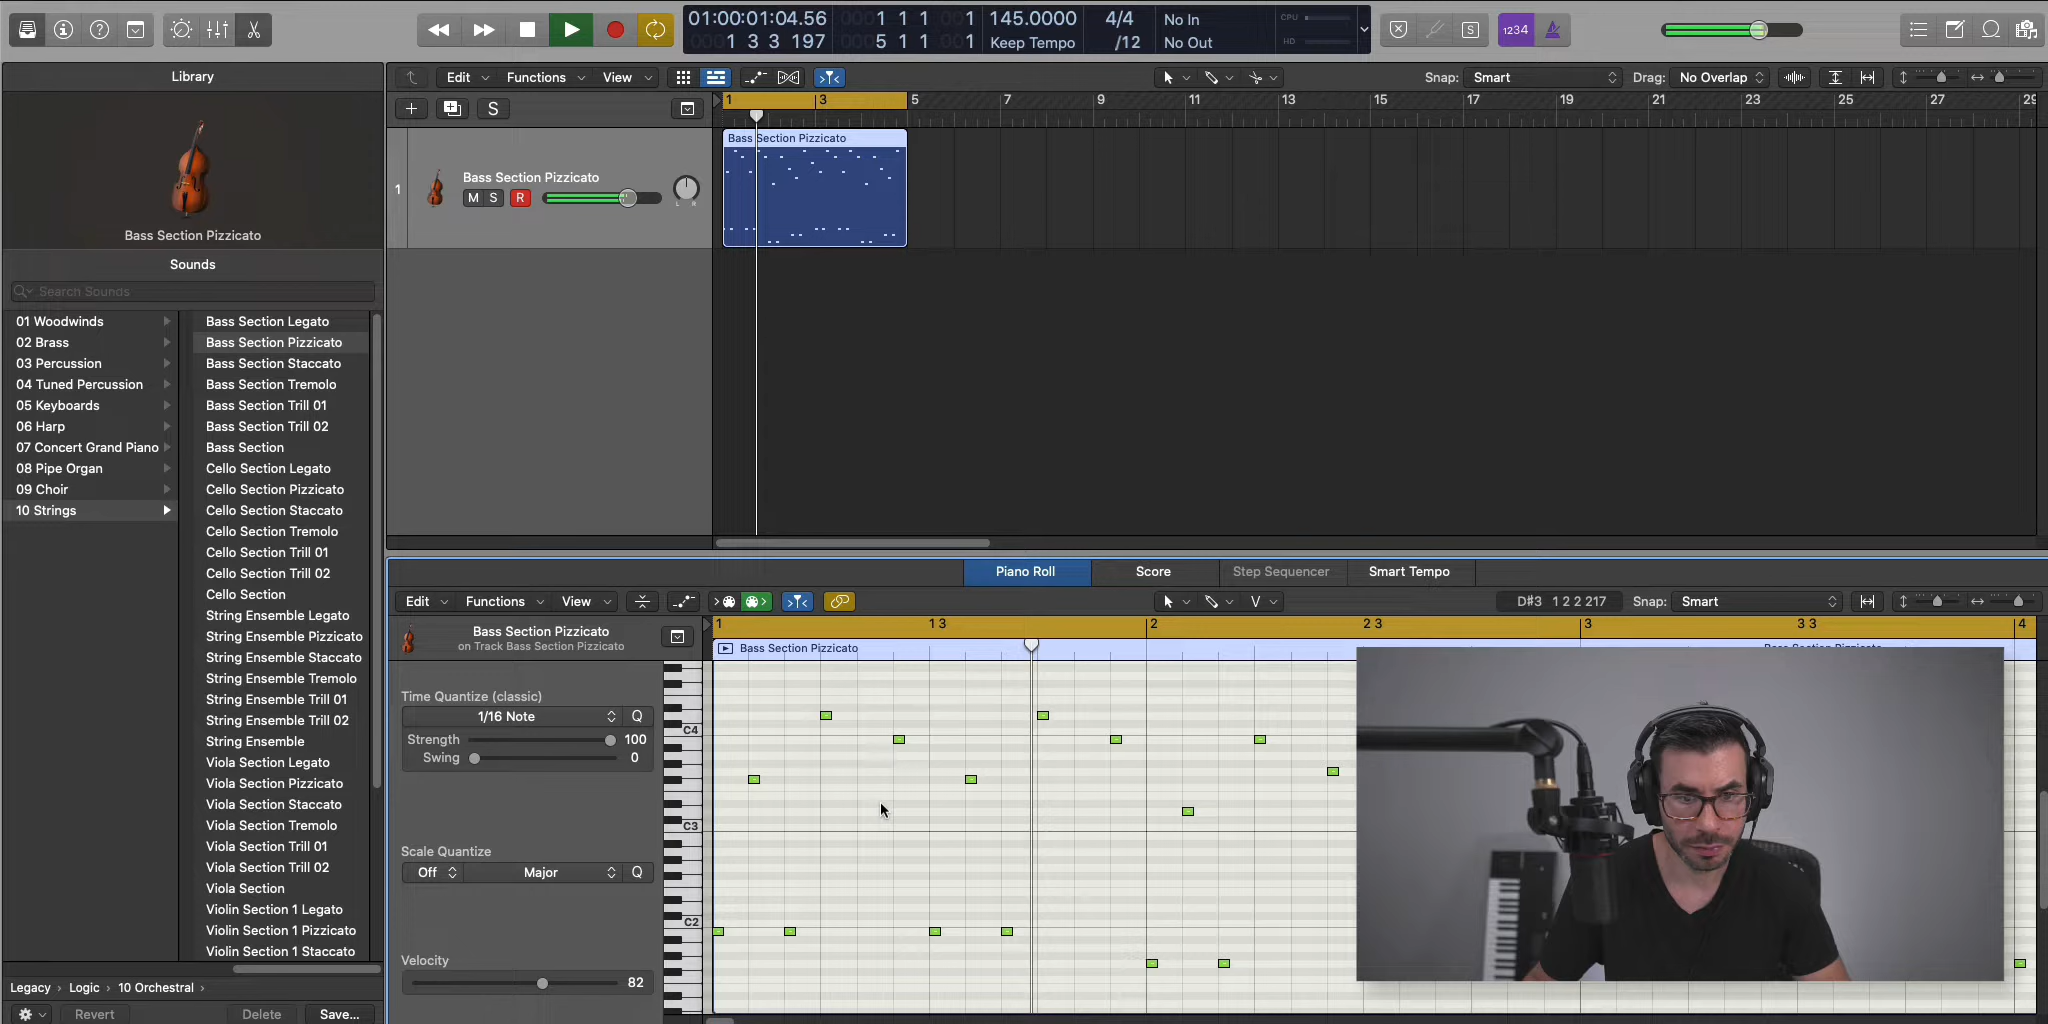 01:00:01:04.56
1 3 3 197
1 1 1 1
5 1 1 1
145.0000
Keep Tempo
4/4
/12
No In
No Out
CPU
HD
S
1234
Library
Bass Section Pizzicato
Sounds
Search Sounds
01 Woodwinds
02 Brass
03 Percussion
04 Tuned Percussion
05 Keyboards
06 Harp
07 Concert Grand Piano
08 Pipe Organ
09 Choir
10 Strings
Bass Section Legato
Bass Section Pizzicato
Bass Section Staccato
Bass Section Tremolo
Bass Section Trill 01
Bass Section Trill 02
Bass Section
Cello Section Legato
Cello Section Pizzicato
Cello Section Staccato
Cello Section Tremolo
Cello Section Trill 01
Cello Section Trill 02
Cello Section
String Ensemble Legato
String Ensemble Pizzicato
String Ensemble Staccato
String Ensemble Tremolo
String Ensemble Trill 01
String Ensemble Trill 02
String Ensemble
Viola Section Legato
Viola Section Pizzicato
Viola Section Staccato
Viola Section Tremolo
Viola Section Trill 01
Viola Section Trill 02
Viola Section
Violin Section 1 Legato
Violin Section 1 Pizzicato
Violin Section 1 Staccato
Legacy › Logic › 10 Orchestral ›
Revert Delete Save...
Edit Functions View Snap: Smart Drag: No Overlap
S
1 3 5 7 9 11 13 15 17 19 21 23 25 27 29
Bass Section Pizzicato
1
Bass Section Pizzicato
M S R
L R
Piano Roll Score Step Sequencer Smart Tempo
Edit Functions View V D#3 1 2 2 217 Snap: Smart
1 1 3 2 2 3 3 3 3 4
Bass Section Pizzicato
on Track Bass Section Pizzicato
Bass Section Pizzicato
Time Quantize (classic)
1/16 Note Q
Strength 100
Swing 0
Scale Quantize
Off Major Q
Velocity
82
C4
C3
C2